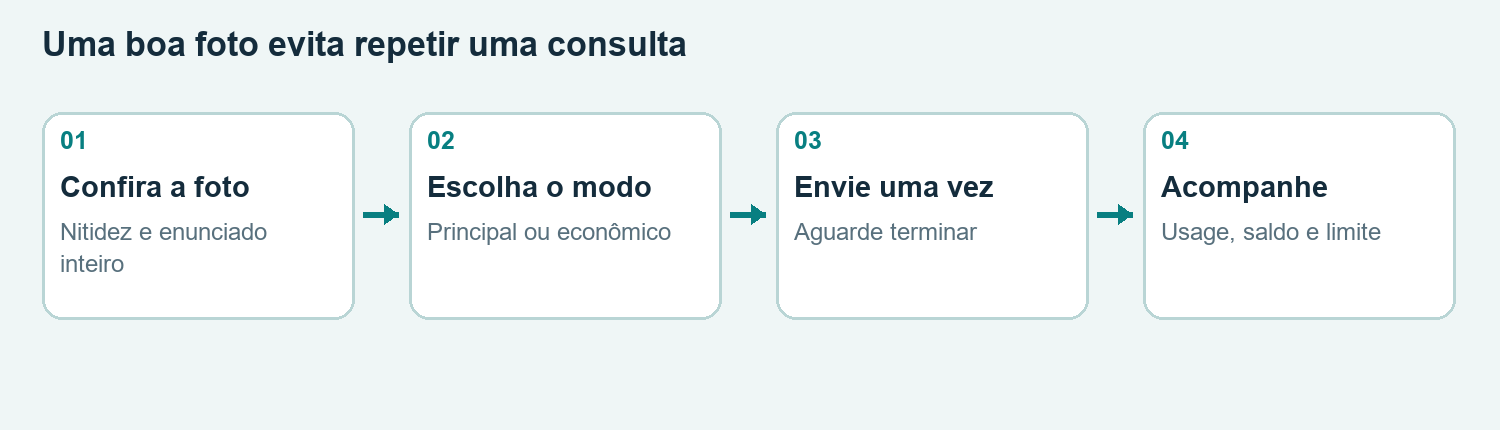 Uma boa foto evita repetir uma consulta
01
Confira a foto
Nitidez e enunciado
inteiro
02
Escolha o modo
Principal ou econômico
03
Envie uma vez
Aguarde terminar
04
Acompanhe
Usage, saldo e limite